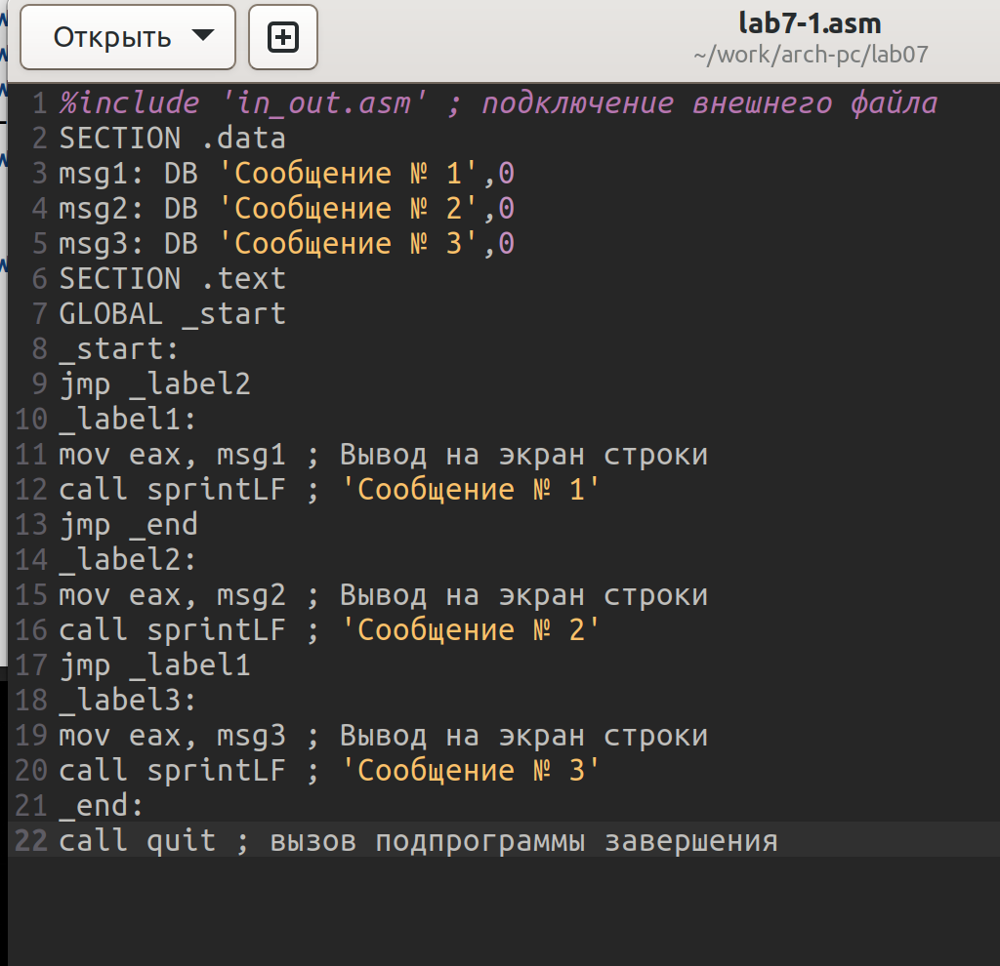 Открыть
lab7-1.asm
~/work/arch-pc/lab07
1 %include 'in_out.asm' ; подключение внешнего файла
2 SECTION .data
3 msg1: DB 'Сообщение № 1',0
4 msg2: DB 'Сообщение № 2',0
5 msg3: DB 'Сообщение № 3',0
6 SECTION .text
7 GLOBAL _start
8 _start:
9 jmp _label2
10 _label1:
11 mov eax, msg1 ; Вывод на экран строки
12 call sprintLF ; 'Сообщение № 1'
13 jmp _end
14 _label2:
15 mov eax, msg2 ; Вывод на экран строки
16 call sprintLF ; 'Сообщение № 2'
17 jmp _label1
18 _label3:
19 mov eax, msg3 ; Вывод на экран строки
20 call sprintLF ; 'Сообщение № 3'
21 _end:
22 call quit ; вызов подпрограммы завершения